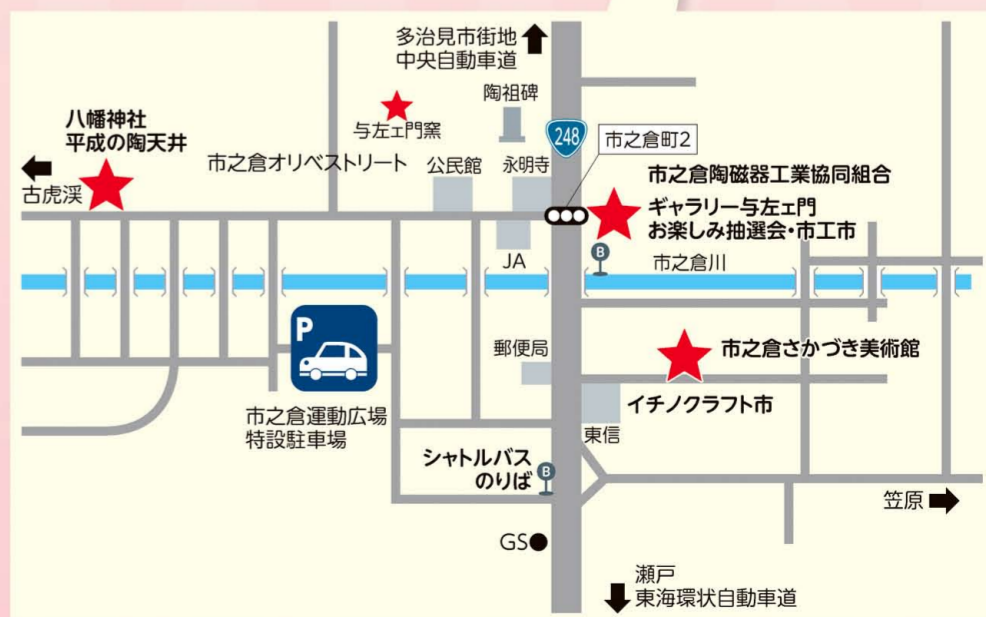 多治見市街地
中央自動車道
陶祖碑
八幡神社
平成の陶天井
与左ェ門窯
248
市之倉町2
市之倉オリベストリート
公民館
永明寺
市之倉陶磁器工業協同組合
古虎渓
ギャラリー与左ェ門
お楽しみ抽選会・市工市
JA
B
市之倉川
P
郵便局
市之倉さかづき美術館
イチノクラフト市
市之倉運動広場
特設駐車場
東信
シャトルバス
のりば
B
笠原
GS
瀬戸
東海環状自動車道